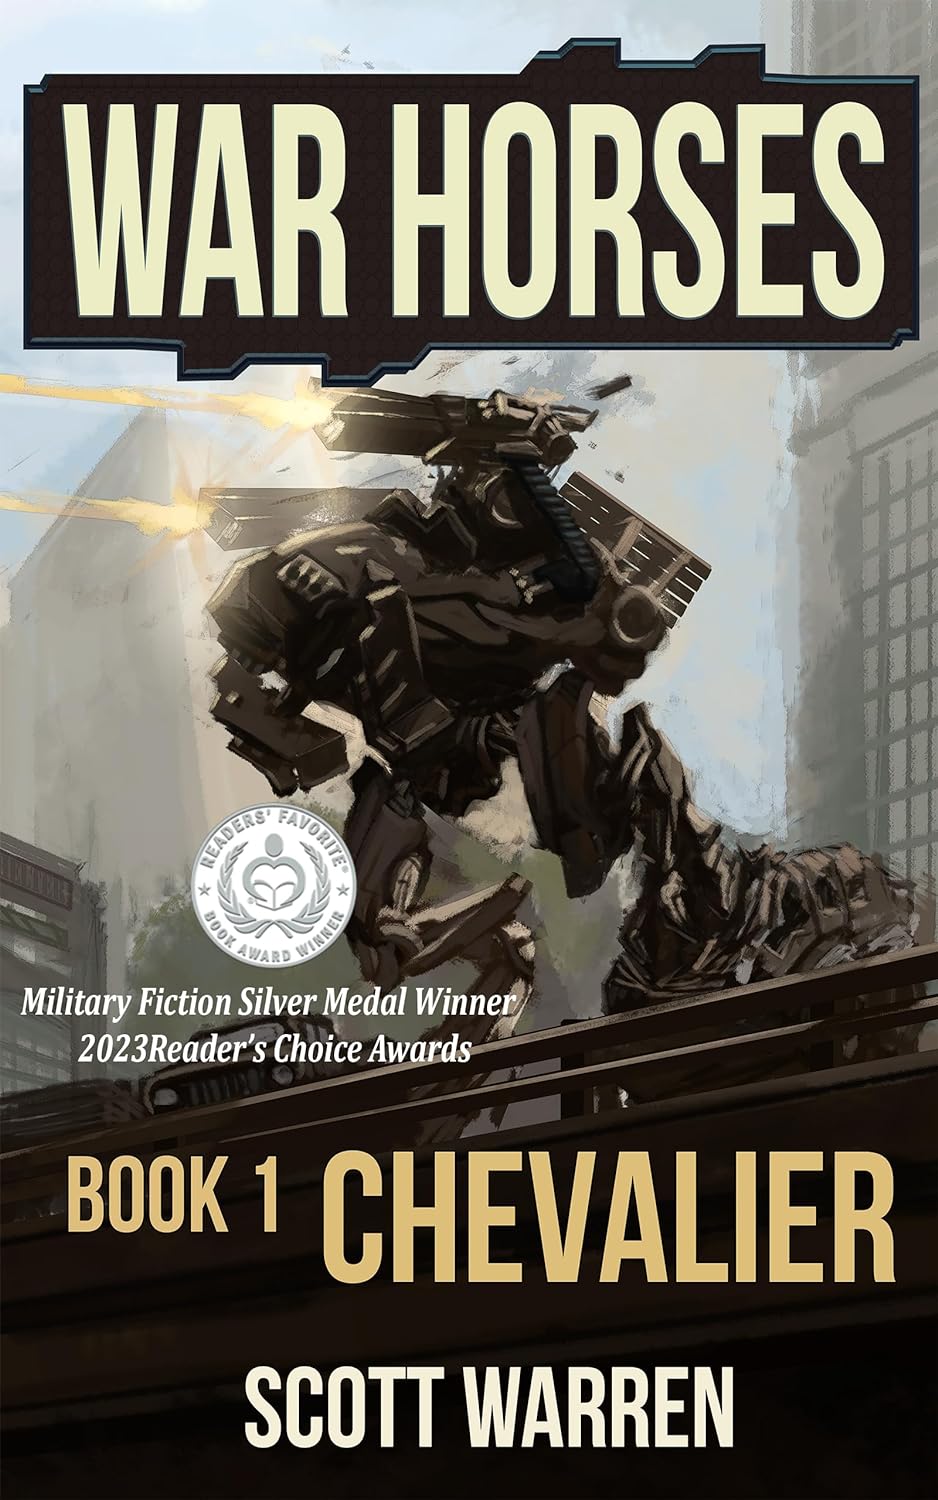 WAR HORSES
READERS' FAVORITE®
BOOK AWARD WINNER
Military Fiction Silver Medal Winner
2023Reader's Choice Awards
BOOK 1 CHEVALIER
SCOTT WARREN